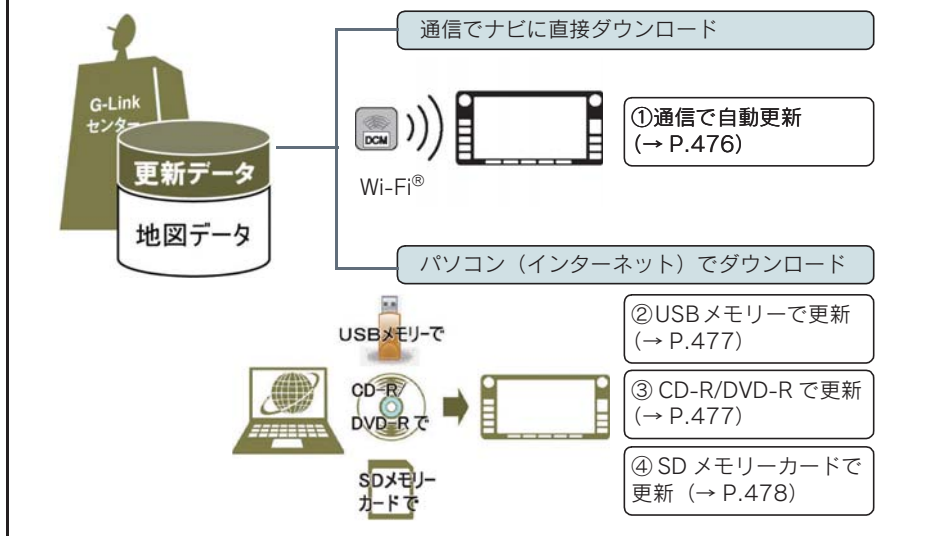 通信でナビに直接ダウンロード
G-Link
センター
更新データ
地図データ
DCM
Wi-Fi®
①通信で自動更新
(→ P.476)
パソコン（インターネット）でダウンロード
USBメモリーで
②USBメモリーで更新
(→ P.477)
CD-R/
DVD-Rで
③ CD-R/DVD-R で更新
(→ P.477)
SDメモリー
カードで
④ SD メモリーカードで
更新（→ P.478）